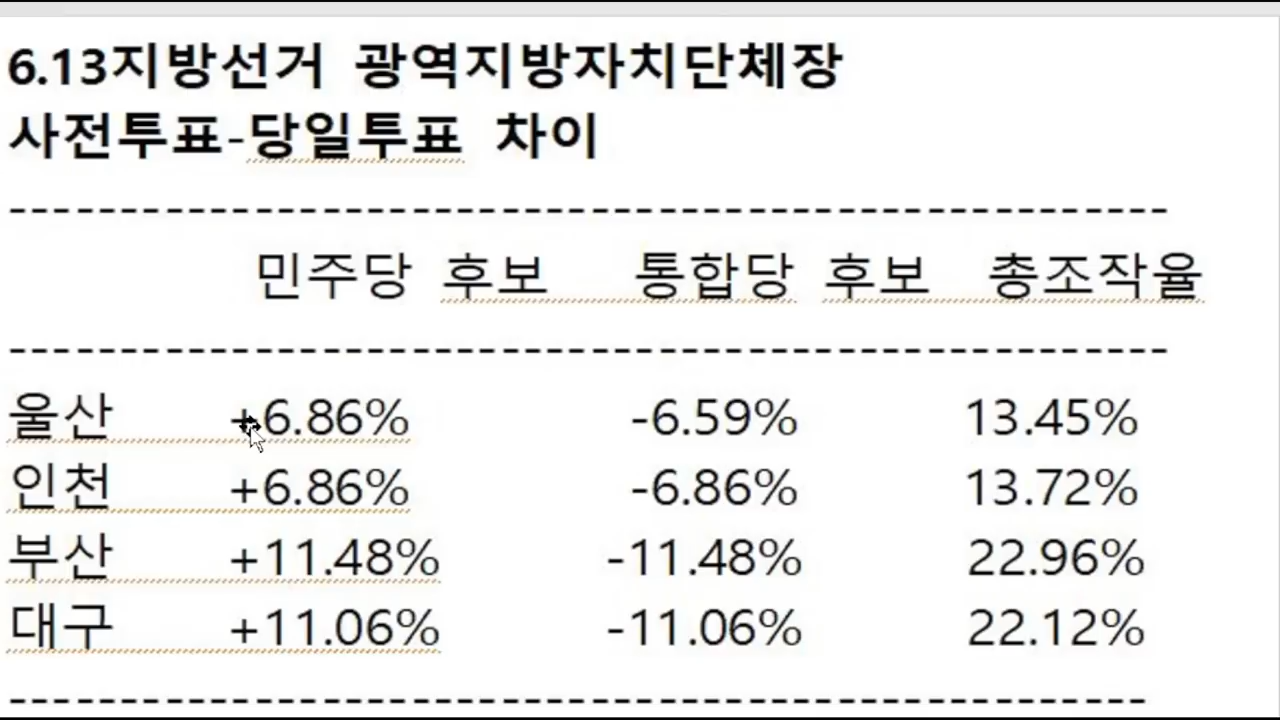 6.13지방선거 광역지방자치단체장
사전투표-당일투표 차이
------------------------------------------------------------
민주당 후보 통합당 후보 총조작율
------------------------------------------------------------
울산 +6.86% -6.59% 13.45%
인천 +6.86% -6.86% 13.72%
부산 +11.48% -11.48% 22.96%
대구 +11.06% -11.06% 22.12%
------------------------------------------------------------